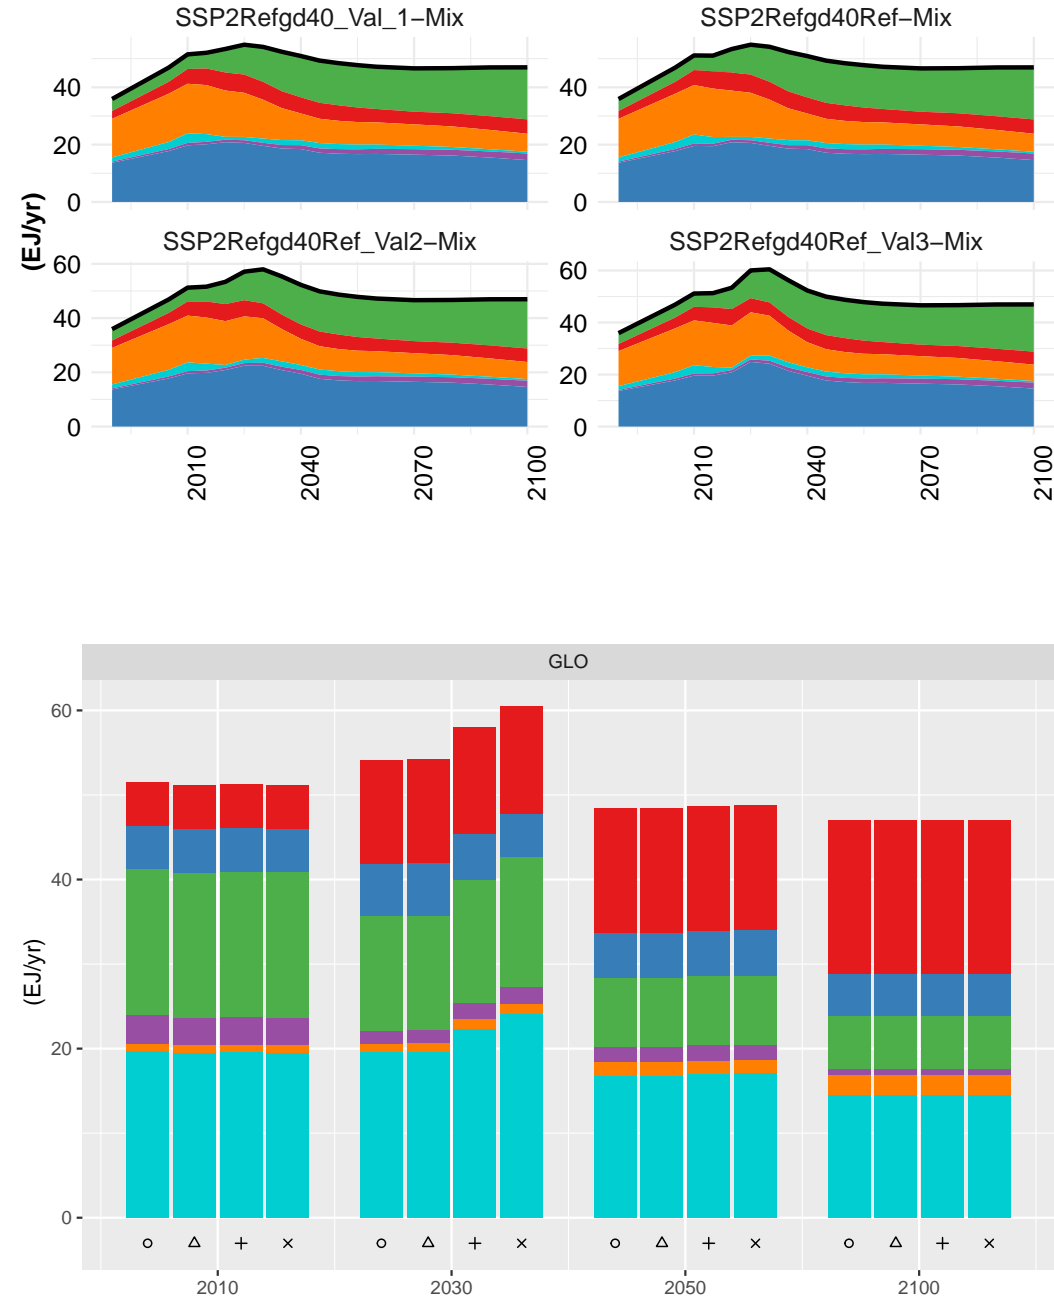 SSP2Refgd40_Val_1−Mix SSP2Refgd40Ref−Mix
40 40
20 20
0 0
(EJ/yr)
SSP2Refgd40Ref_Val2−Mix SSP2Refgd40Ref_Val3−Mix
60 60
40 40
20 20
0 0
2010 2040 2070 2100 2010 2040 2070 2100
GLO
60
40
(EJ/yr)
20
0
2010 2030 2050 2100